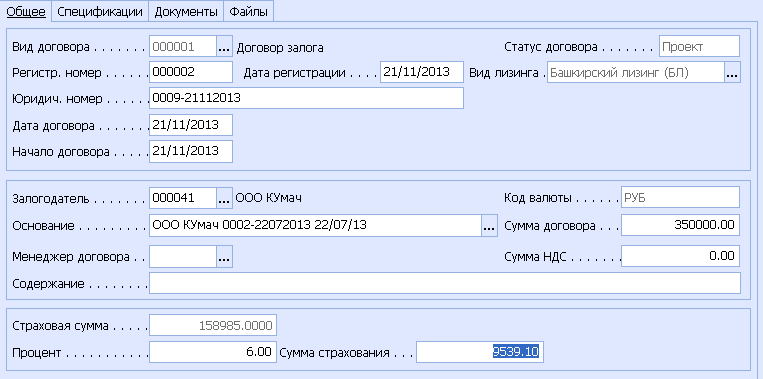 Общее Спецификации Документы Файлы
Вид договора . . . . . . . 000001 ... Договор залога Статус договора . . . . . . . Проект
Регистр. номер . . . . . 000002 Дата регистрации . . . . 21/11/2013 Вид лизинга . Башкирский лизинг (БЛ) ...
Юридич. номер . . . . . 0009-21112013
Дата договора . . . . . . 21/11/2013
Начало договора . . . . . 21/11/2013
Залогодатель . . . . . . . 000041 ... ООО КУмач Код валюты . . . . . . РУБ
Основание . . . . . . . . . ООО КУмач 0002-22072013 22/07/13 ... Сумма договора . . . 350000.00
Менеджер договора . . ... Сумма НДС . . . . . . . 0.00
Содержание . . . . . . . .
Страховая сумма . . . . . 158985.0000
Процент . . . . . . . . . . . 6.00 Сумма страхования . . . 9539.10